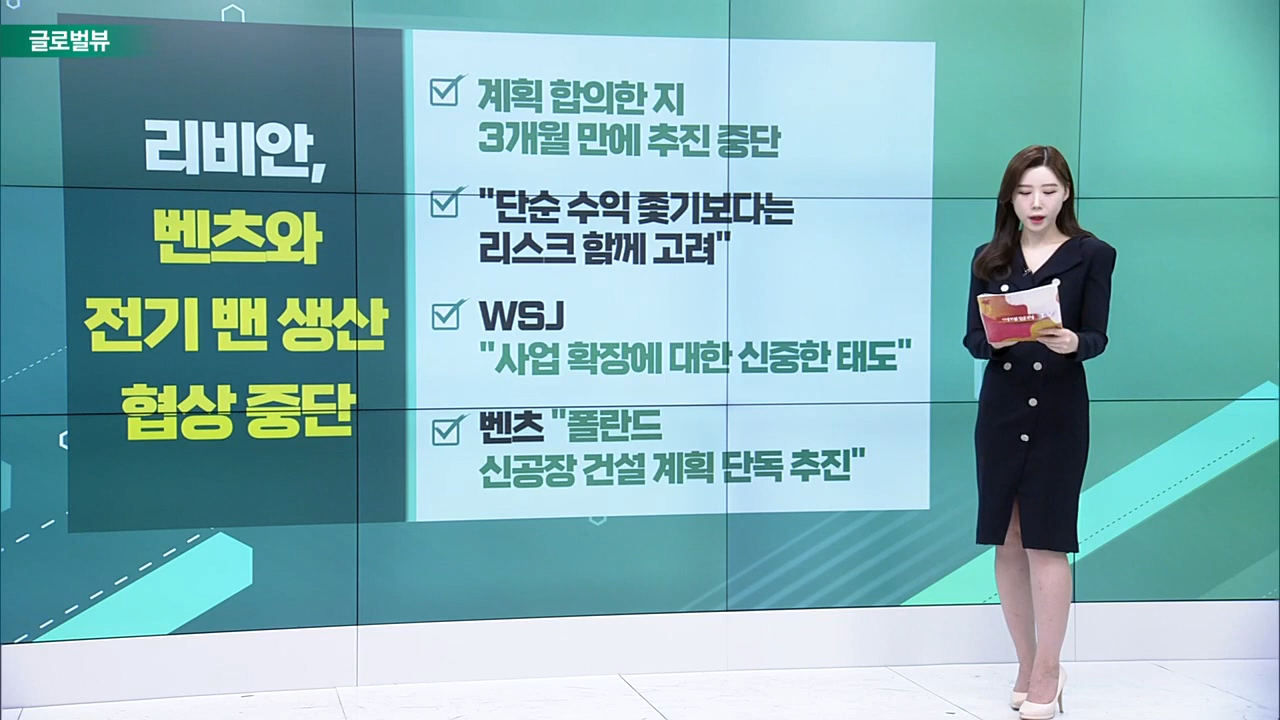 글로벌뷰
리비안,
벤츠와
전기 밴 생산
협상 중단
계획 합의한 지
3개월 만에 추진 중단
"단순 수익 좇기보다는
리스크 함께 고려"
WSJ
"사업 확장에 대한 신중한 태도"
벤츠 "폴란드
신공장 건설 계획 단독 추진"